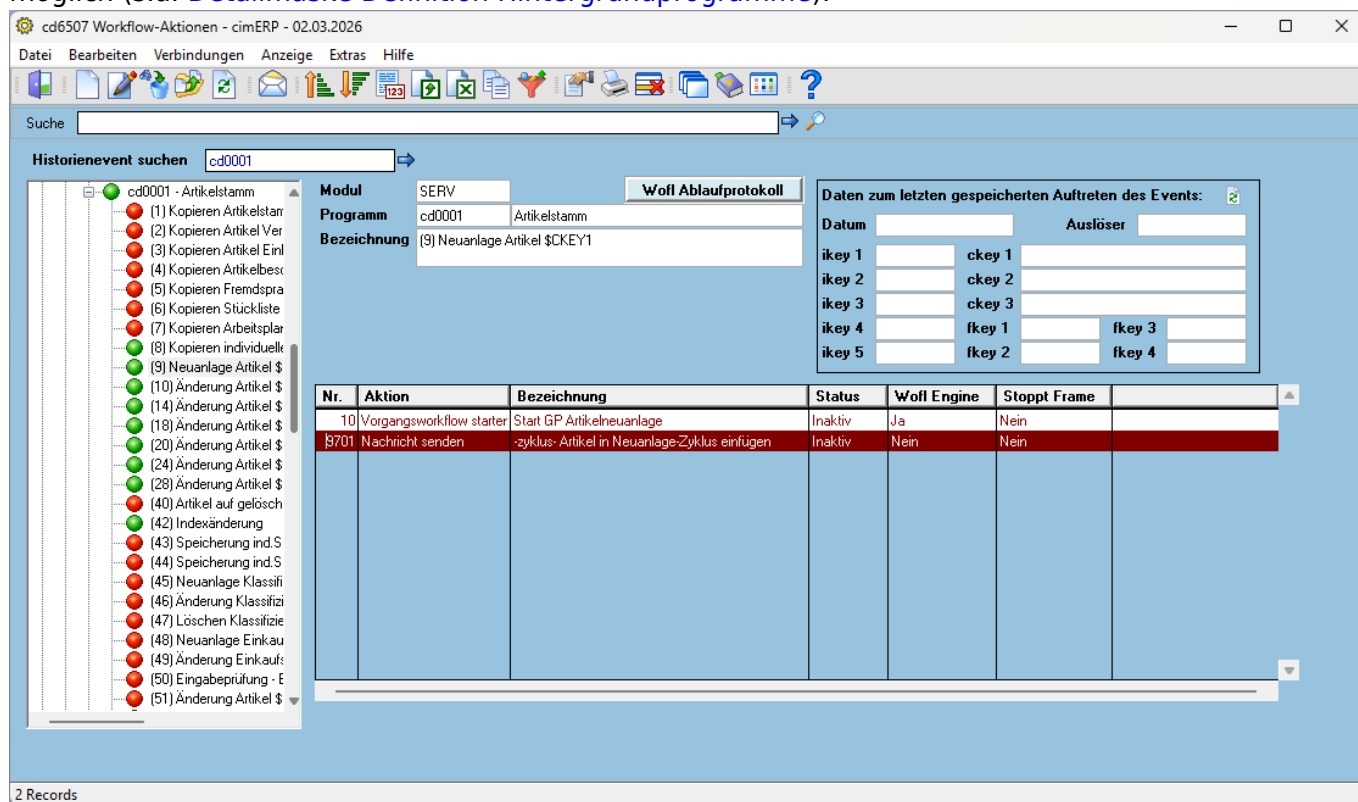 möglich (s.a. Detailmaske Definition Hintergrundprogramme).
cd6507 Workflow-Aktionen - cimERP - 02.03.2026
Datei Bearbeiten Verbindungen Anzeige Extras Hilfe
123
Suche
Historienevent suchen cd0001
cd0001 - Artikelstamm
(1) Kopieren Artikelstam
(2) Kopieren Artikel Ver
(3) Kopieren Artikel Eink
(4) Kopieren Artikelbesc
(5) Kopieren Fremdspra
(6) Kopieren Stückliste
(7) Kopieren Arbeitsplan
(8) Kopieren individuelle
(9) Neuanlage Artikel $
(10) Änderung Artikel $
(14) Änderung Artikel $
(18) Änderung Artikel $
(20) Änderung Artikel $
(24) Änderung Artikel $
(28) Änderung Artikel $
(40) Artikel auf gelösch
(42) Indexänderung
(43) Speicherung ind.S
(44) Speicherung ind.S
(45) Neuanlage Klassifi
(46) Änderung Klassifizi
(47) Löschen Klassifizie
(48) Neuanlage Einkau
(49) Änderung Einkaufs
(50) Eingabeprüfung - E
(51) Änderung Artikel $
Modul SERV Wofl Ablaufprotokoll
Programm cd0001 Artikelstamm
Bezeichnung (9) Neuanlage Artikel $CKEY1
Daten zum letzten gespeicherten Auftreten des Events:
Datum Auslöser
ikey 1 ckey 1
ikey 2 ckey 2
ikey 3 ckey 3
ikey 4 fkey 1 fkey 3
ikey 5 fkey 2 fkey 4
Nr. Aktion Bezeichnung Status Wofl Engine Stoppt Frame
10 Vorgangsworkflow starter Start GP Artikelneuanlage Inaktiv Ja Nein
9701 Nachricht senden -zyklus- Artikel in Neuanlage-Zyklus einfügen Inaktiv Nein Nein
2 Records